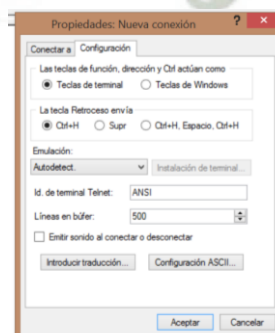 Propiedades: Nueva conexión ? ×
Conectar a Configuración
Las teclas de función, dirección y Ctrl actúan como
Teclas de terminal Teclas de Windows
La tecla Retroceso envía
Ctrl+H Supr Ctrl+H, Espacio, Ctrl+H
Emulación:
Autodetect. Instalación de terminal...
Id. de terminal Telnet: ANSI
Líneas en búfer: 500
Emitir sonido al conectar o desconectar
Introducir traducción... Configuración ASCII...
Aceptar Cancelar